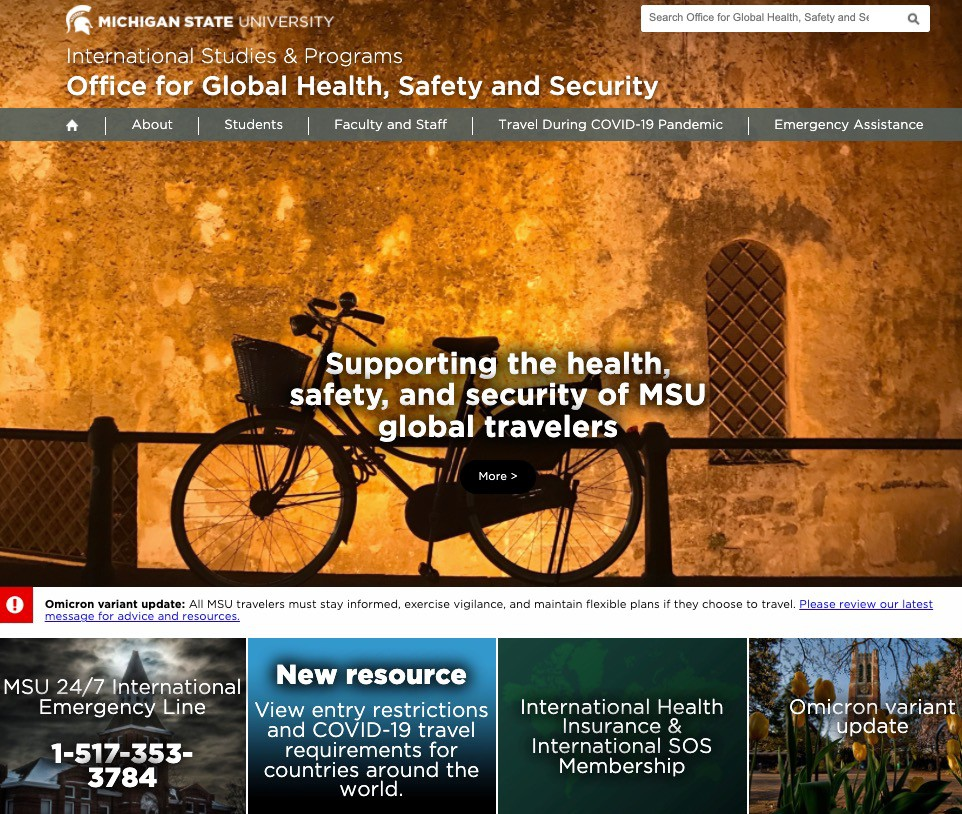 MICHIGAN STATE UNIVERSITY
Search Office for Global Health, Safety and Se
International Studies & Programs
Office for Global Health, Safety and Security
About
Students
Faculty and Staff
Travel During COVID-19 Pandemic
Emergency Assistance
Supporting the health,
safety, and security of MSU
global travelers
More >
Omicron variant update: All MSU travelers must stay informed, exercise vigilance, and maintain flexible plans if they choose to travel. Please review our latest
message for advice and resources.
MSU 24/7 International
Emergency Line
1-517-353-
3784
New resource
View entry restrictions
and COVID-19 travel
requirements for
countries around the
world.
International Health
Insurance &
International SOS
Membership
Omicron variant
update